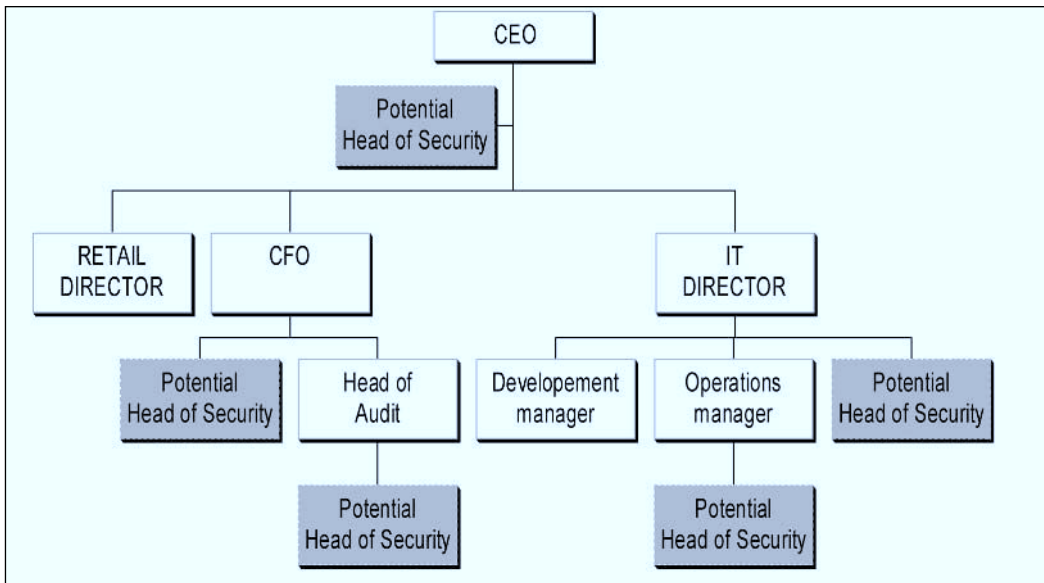 CEO
Potential
Head of Security
RETAIL
DIRECTOR
CFO
IT
DIRECTOR
Potential
Head of Security
Head of
Audit
Developement
manager
Operations
manager
Potential
Head of Security
Potential
Head of Security
Potential
Head of Security